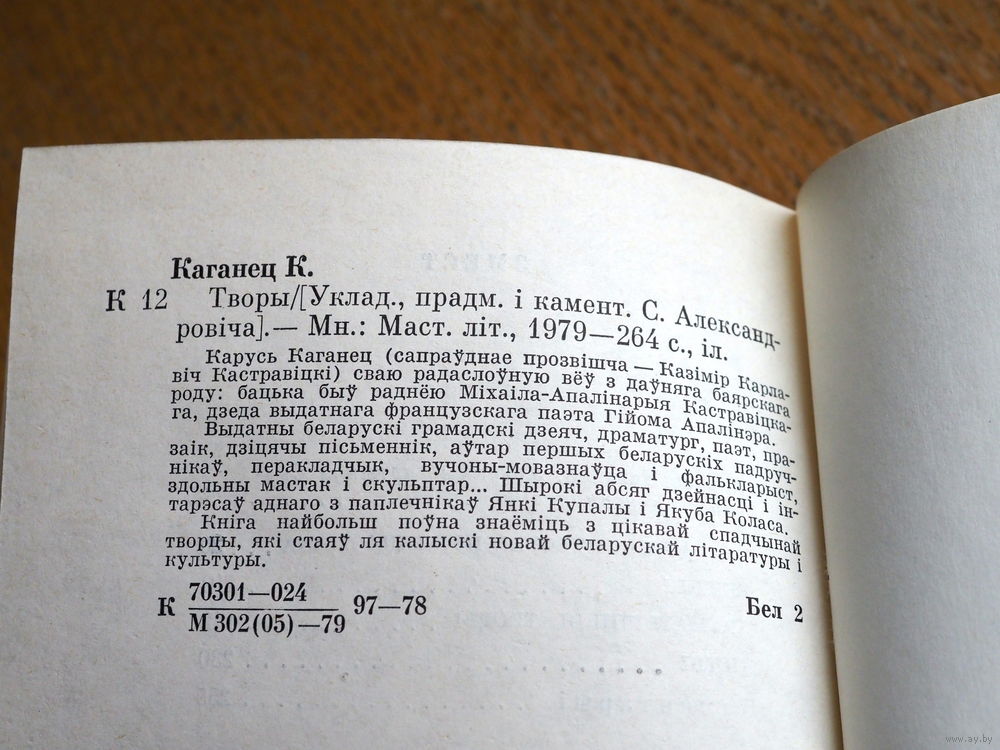 Каганец К.
К 12 Творы/[Уклад., прадм. і камент. С. Александ-
ровіча].— Мн.: Маст. літ., 1979—264 с., іл.
Карусь Каганец (сапраўднае прозвішча — Казімір Карла-
віч Кастравіцкі) сваю радаслоўную вёў з даўняга баярскага
роду: бацька быў раднёю Міхаіла-Апалінарыя Кастравіцка-
га, дзеда выдатнага французскага паэта Гійома Апалінэра.
Выдатны беларускі грамадскі дзеяч, драматург, паэт, пра-
заік, дзіцячы пісьменнік, аўтар першых беларускіх падруч-
нікаў, перакладчык, вучоны-мовазнаўца і фалькларыст,
здольны мастак і скульптар... Шырокі абсяг дзейнасці і ін-
тарэсаў аднаго з паплечнікаў Янкі Купалы і Якуба Коласа.
Кніга найбольш поўна знаёміць з цікавай спадчынай
творцы, які стаяў ля калыскі новай беларускай літаратуры і
культуры.
К 70301—024 97—78 Бел 2
М 302(05)—79
www.ay.by